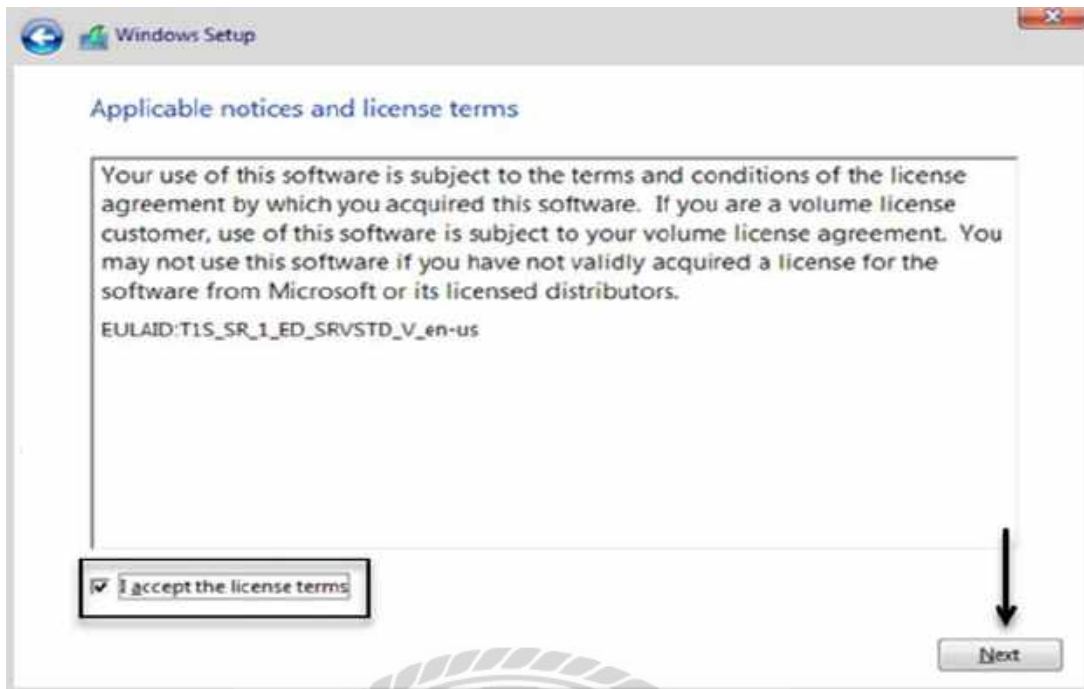 Windows Setup
Applicable notices and license terms
Your use of this software is subject to the terms and conditions of the license
agreement by which you acquired this software.  If you are a volume license
customer, use of this software is subject to your volume license agreement.  You
may not use this software if you have not validly acquired a license for the
software from Microsoft or its licensed distributors.
EULAID:T1S_SR_1_ED_SRVSTD_V_en-us
I accept the license terms
Next